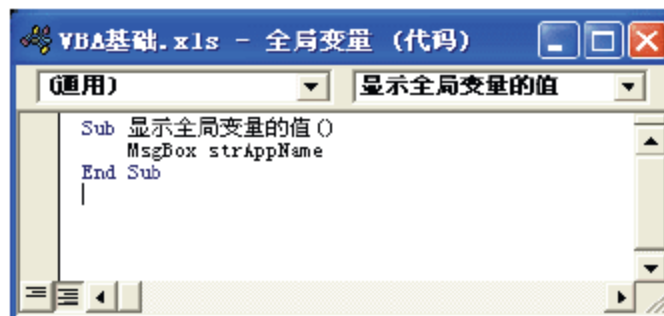 VBA基础.xls - 全局变量 (代码)
(通用) 显示全局变量的值
Sub 显示全局变量的值()
MsgBox strAppName
End Sub